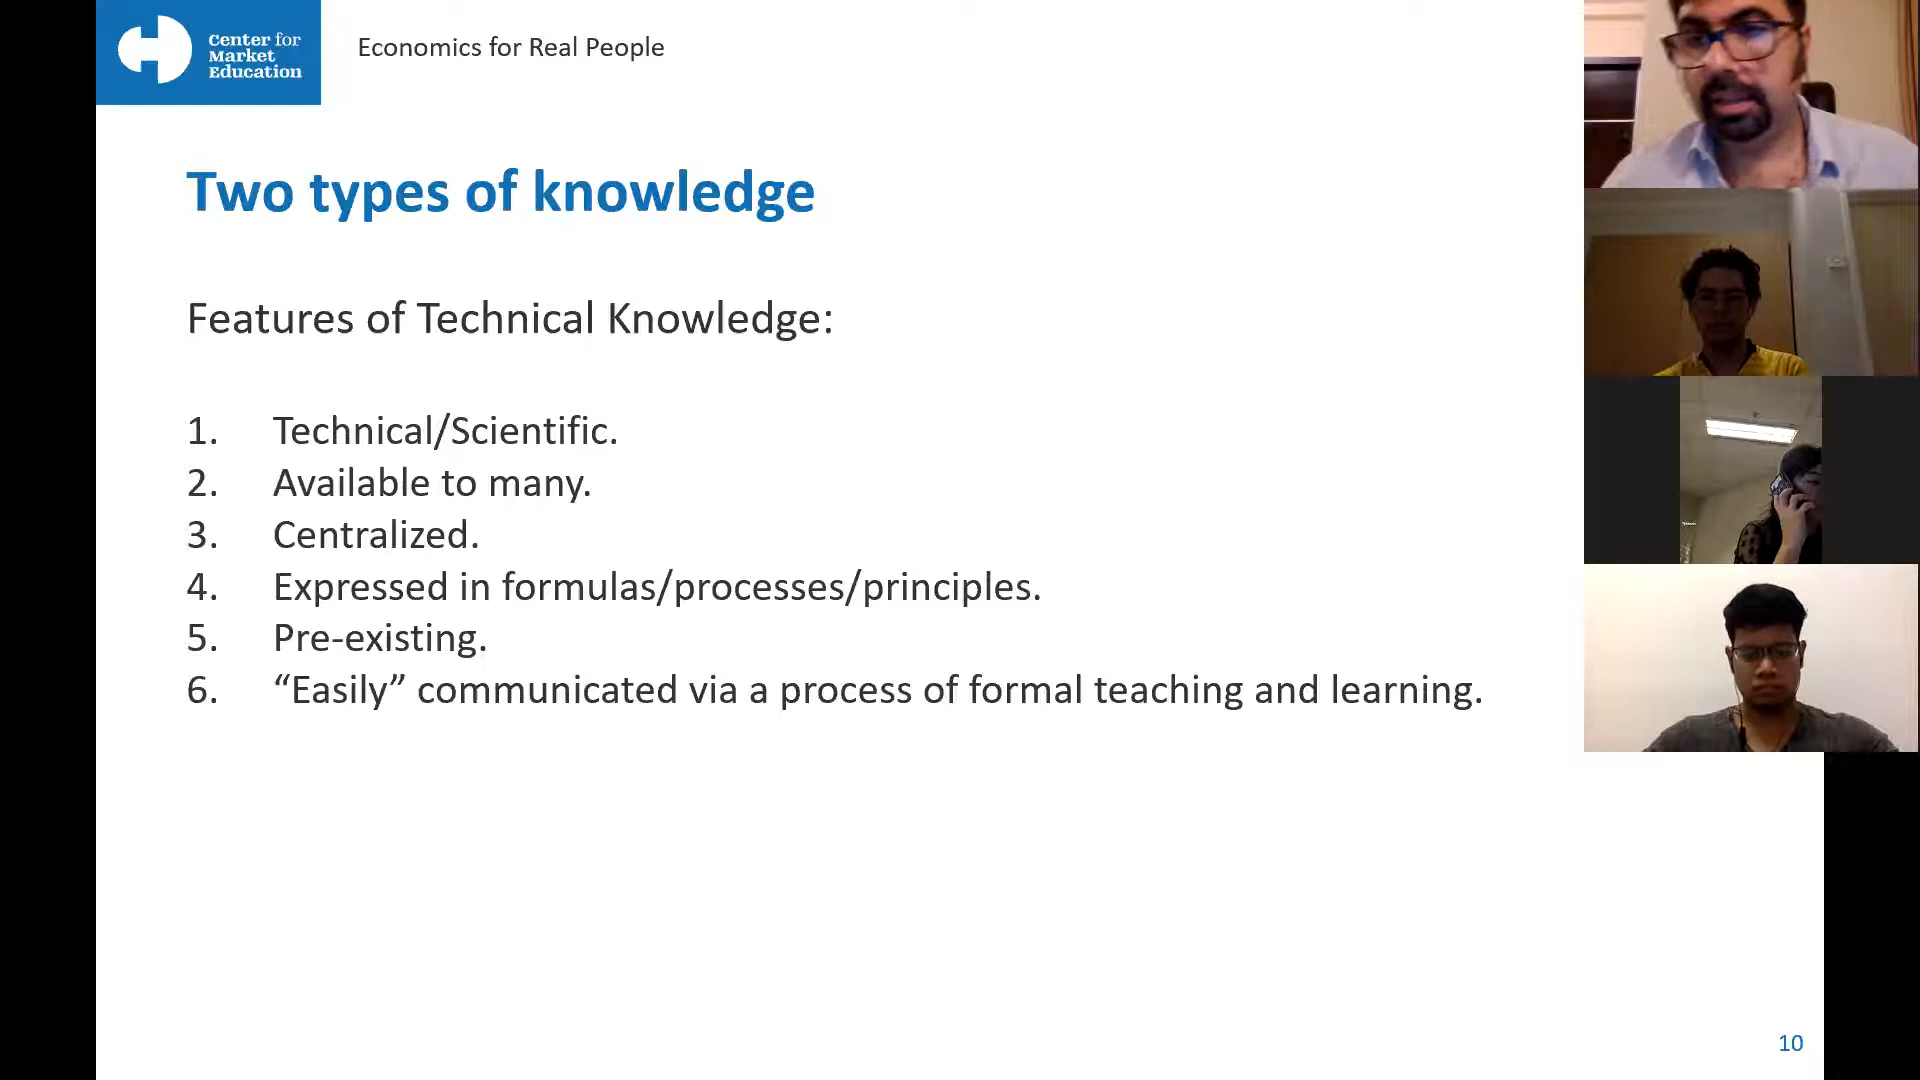 Center for
Market
Education
Economics for Real People
Two types of knowledge
Features of Technical Knowledge:
1. Technical/Scientific.
2. Available to many.
3. Centralized.
4. Expressed in formulas/processes/principles.
5. Pre-existing.
6. “Easily” communicated via a process of formal teaching and learning.
10